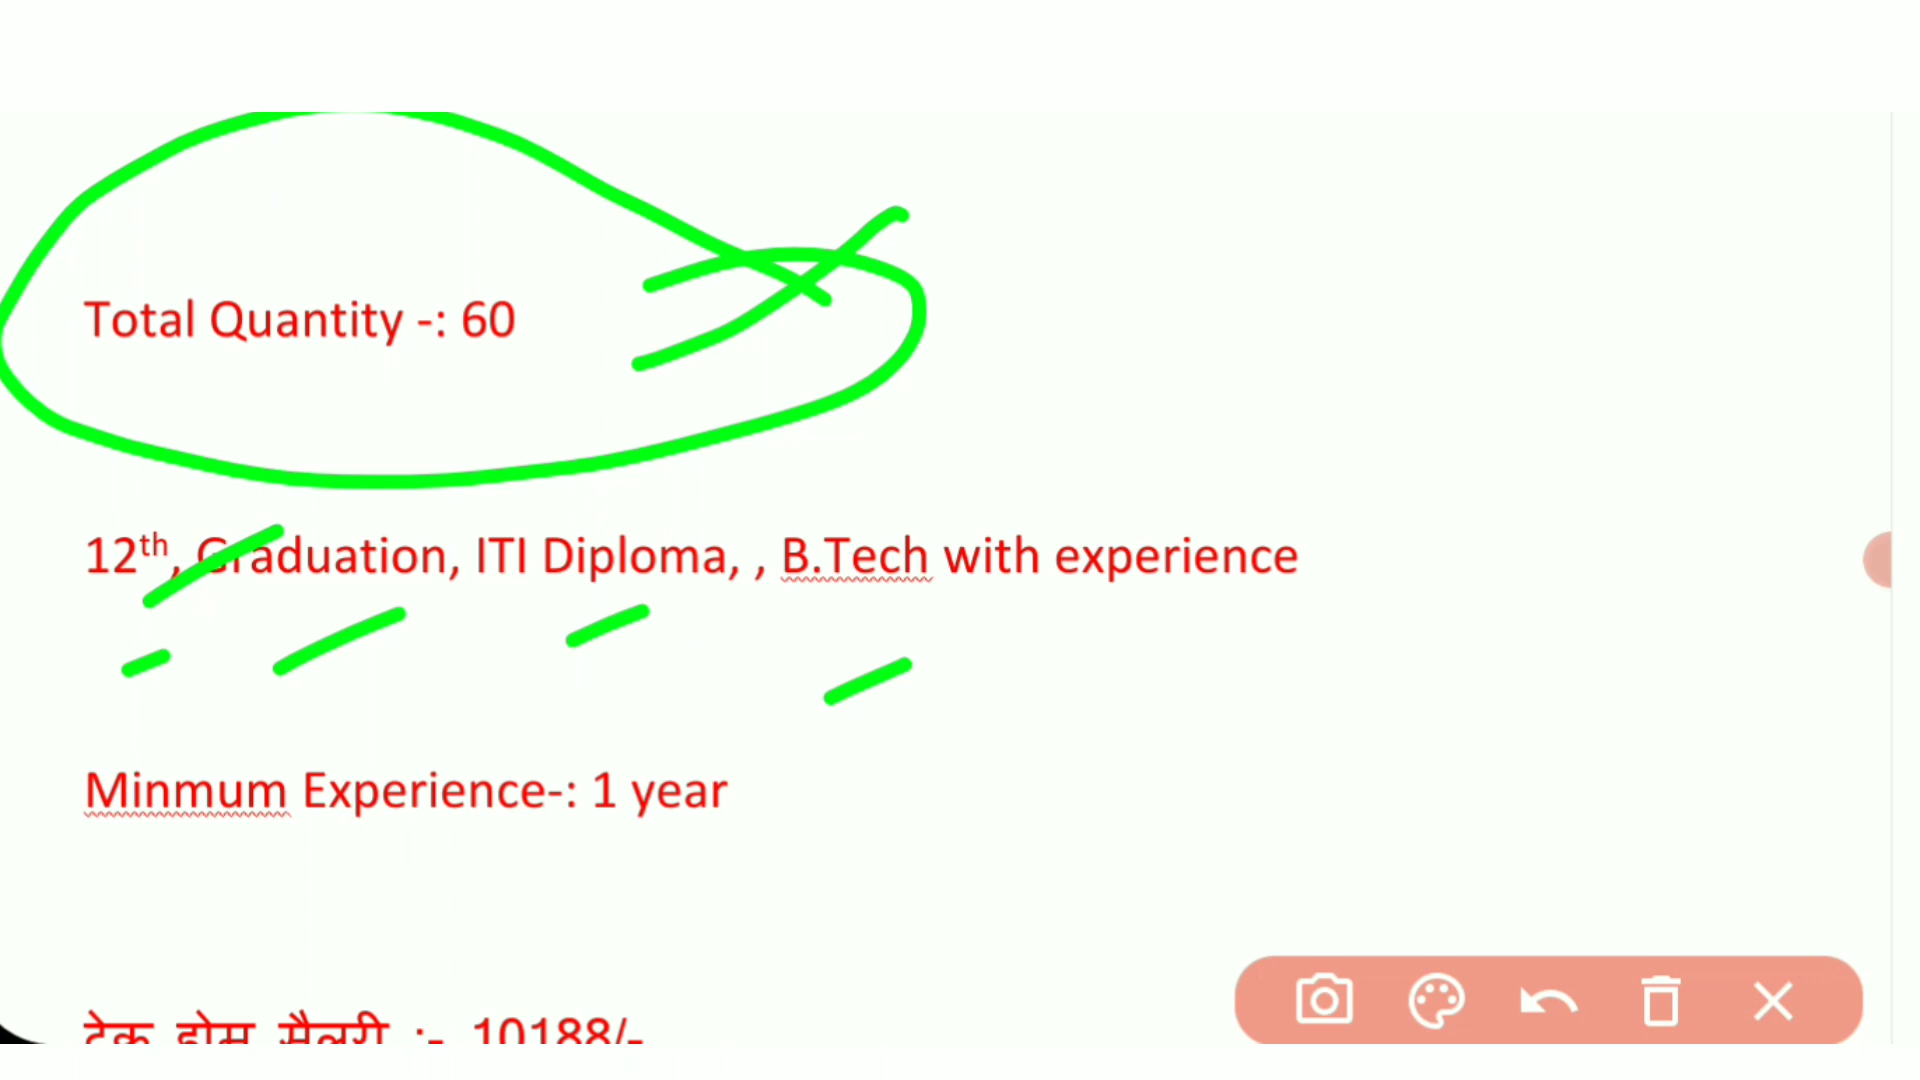 Total Quantity -: 60
12th, Graduation, ITI Diploma, , B.Tech with experience
Minmum Experience-: 1 year
टेक होम सैलरी :- 10188/-